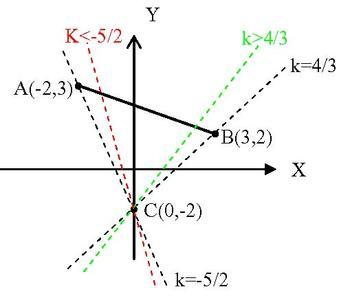 Y
K<-5/2
k>4/3
k=4/3
A(-2,3)
B(3,2)
X
C(0,-2)
k=-5/2